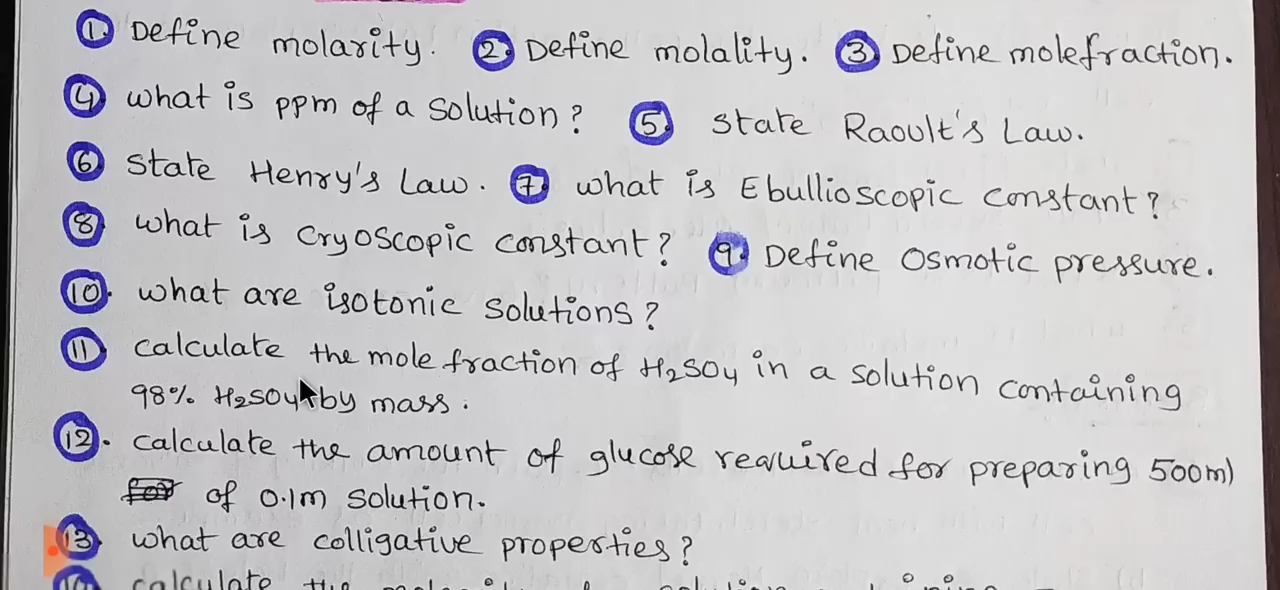 1. Define molarity. 2. Define molality. 3. Define molefraction.
4. what is ppm of a solution? 5. state Raoult's Law.
6. state Henry's Law. 7. what is Ebullioscopic constant?
8. what is cryoscopic constant? 9. Define Osmotic pressure.
10. what are isotonic solutions?
11. calculate the mole fraction of H2SO4 in a solution containing
98% H2SO4 by mass.
12. calculate the amount of glucose required for preparing 500ml
of 0.1M solution.
13. what are colligative properties?
calculate the